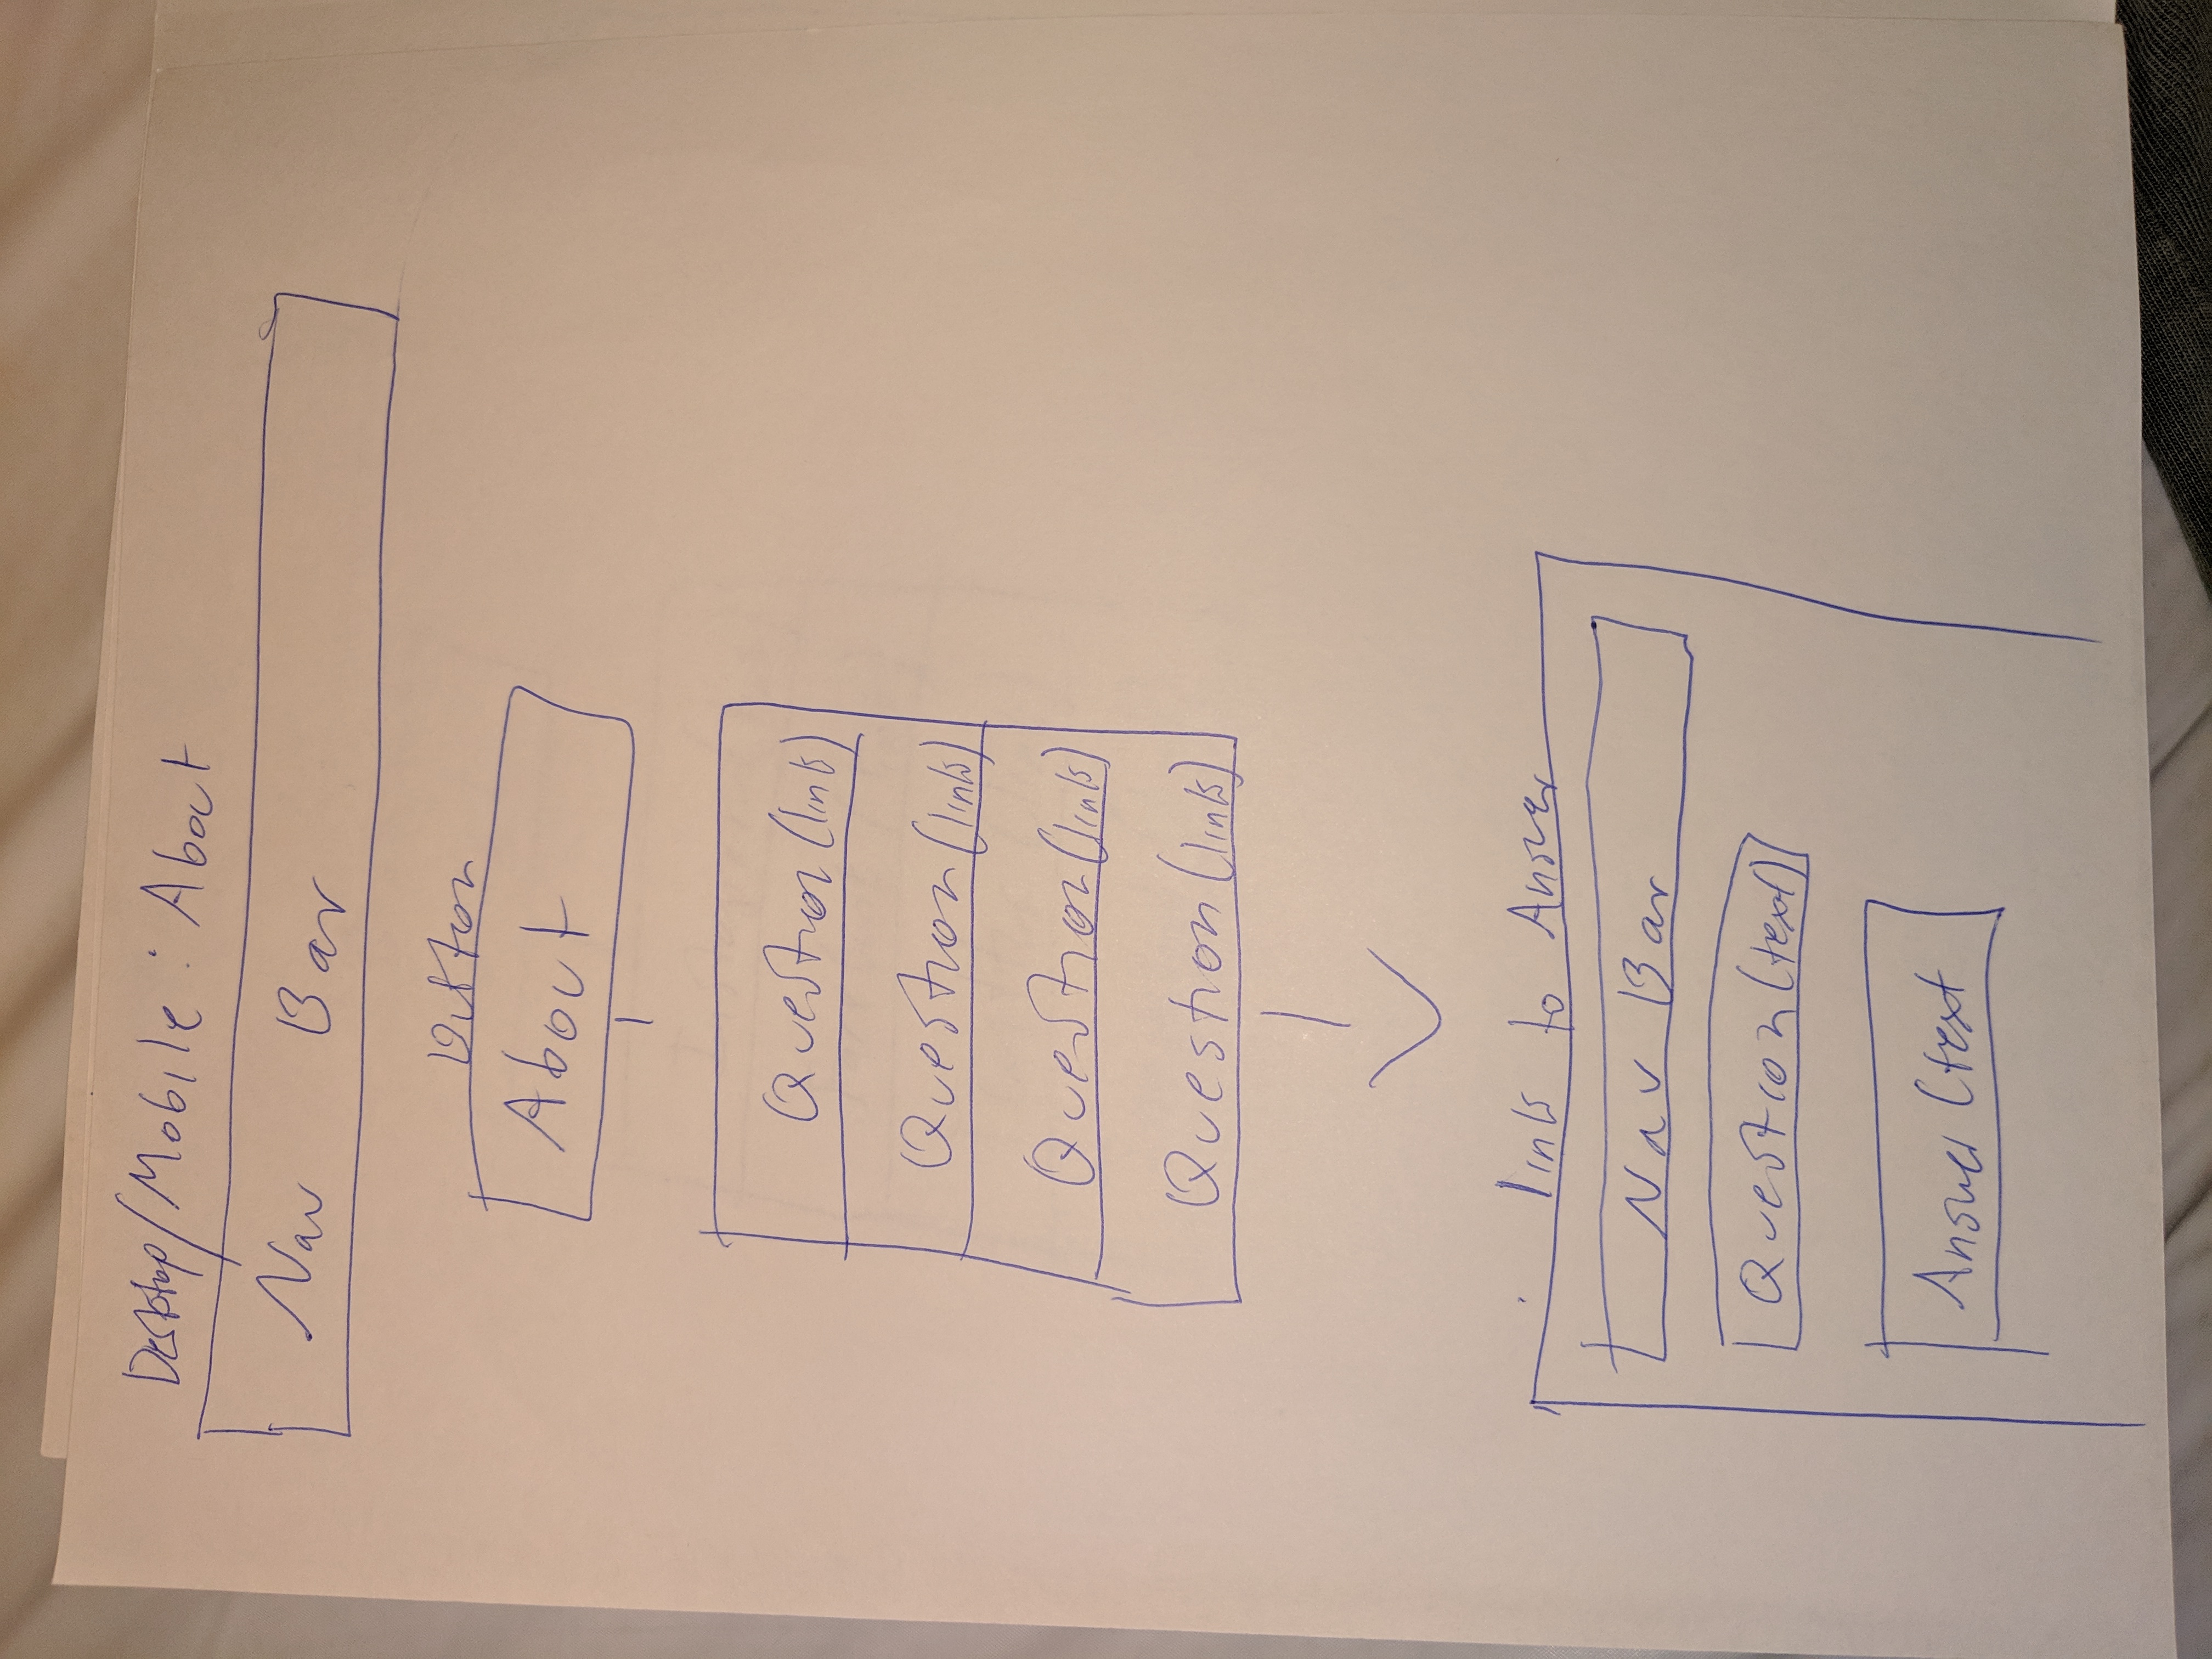 Desktop/Mobile: About
Nav Bar
Button
About
Question (link)
Question (links)
Question (links)
Question (links)
links to Answer
Nav Bar
Question (text)
Answer (text